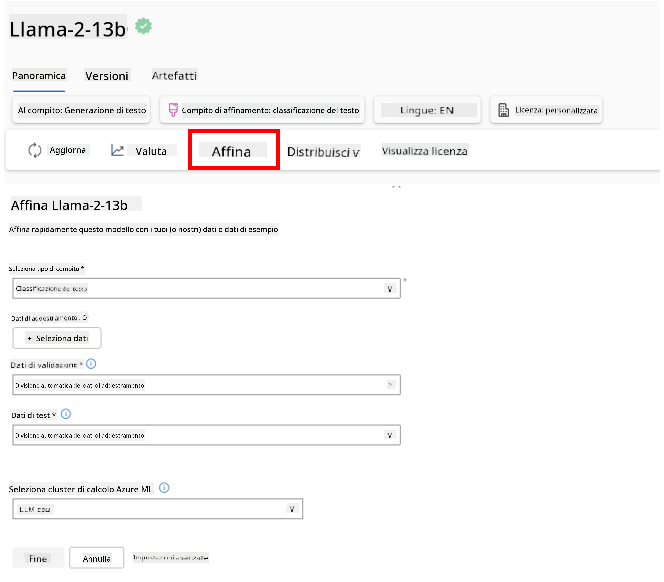 Llama-2-13b
Panoramica Versioni Artefatti
AI compito: Generazione di testo Compito di affinamento: classificazione del testo Lingue: EN Licenza: personalizzata
Aggiorna Valuta Affina Distribuisci v Visualizza licenza
Affina Llama-2-13b
Affina rapidamente questo modello con i tuoi (o nostri) dati o dati di esempio
Seleziona tipo di compito *
Classificazione del testo v *
Dati di addestramento
+ Seleziona dati
Dati di validazione *
Divisione automatica dei dati di addestramento
Dati di test *
Divisione automatica dei dati di addestramento v
Seleziona cluster di calcolo Azure ML
v
Fine Annulla Impostazioni avanzate